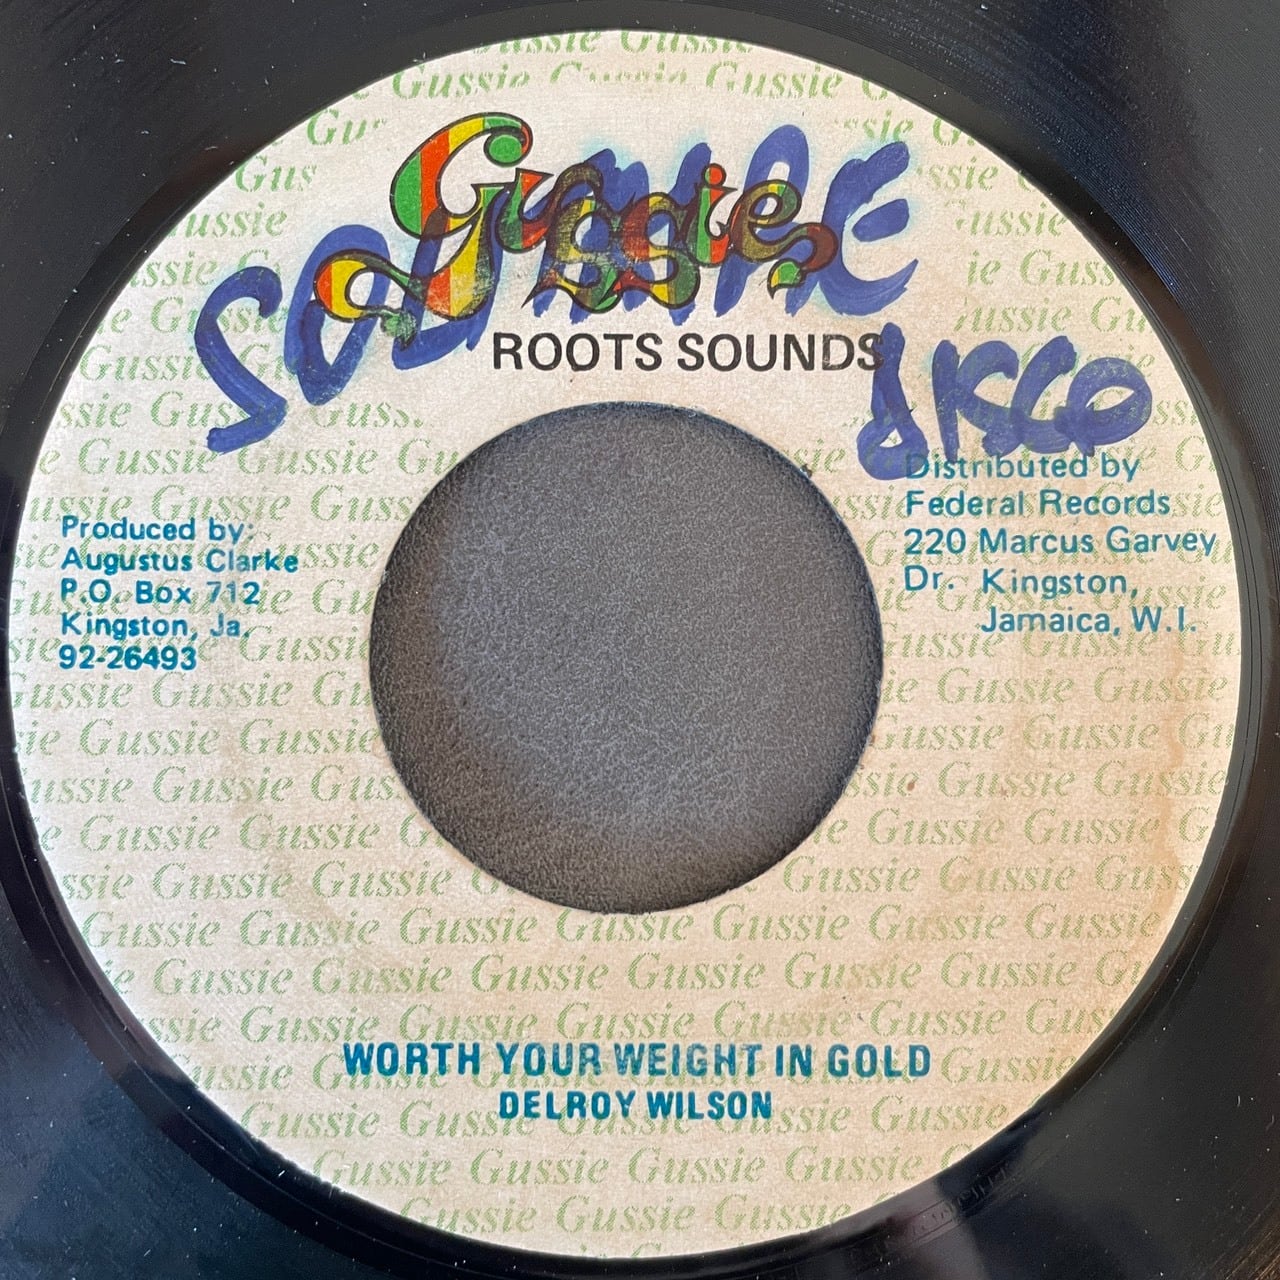 Gussie
ROOTS SOUNDS
DISCO
Produced by:
Augustus Clarke
P.O. Box 712
Kingston, Ja.
92-26493
Distributed by
Federal Records
220 Marcus Garvey
Dr. Kingston,
Jamaica, W.I.
WORTH YOUR WEIGHT IN GOLD
DELROY WILSON